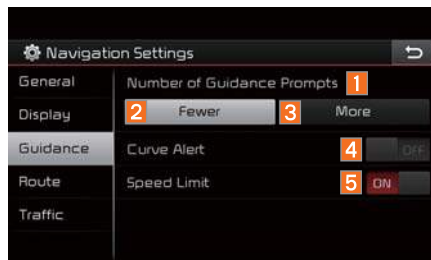 Navigation Settings
General
Number of Guidance Prompts 1
Display
2 Fewer
3 More
Guidance
Curve Alert
4 OFF
Route
Speed Limit
5 ON
Traffic